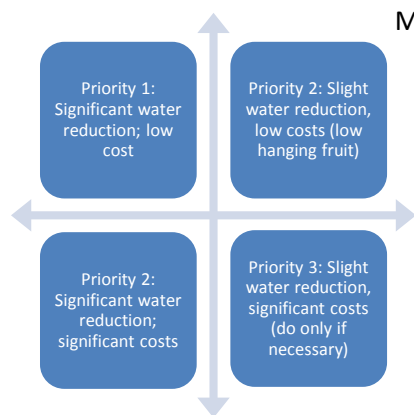 M
Priority 1:
Significant water
reduction; low
cost
Priority 2: Slight
water reduction,
low costs (low
hanging fruit)
Priority 2:
Significant water
reduction;
significant costs
Priority 3: Slight
water reduction,
significant costs
(do only if
necessary)